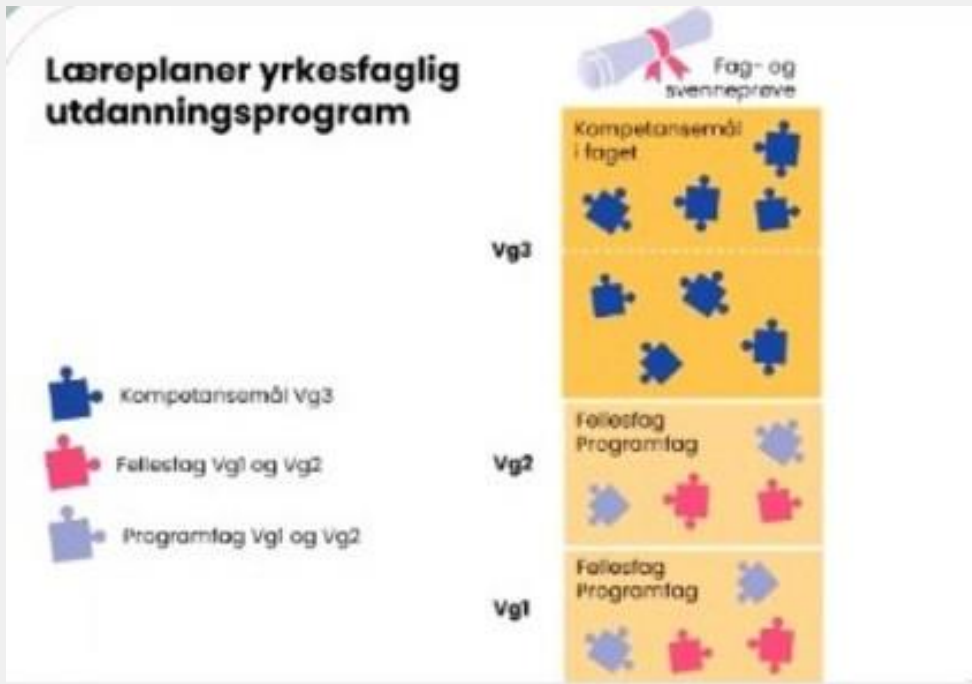 Læreplaner yrkesfaglig
utdanningsprogram
Fag- og
svenneprøve
Kompetansemål
i faget
Vg3
Kompetansemål Vg3
Fellesfag
Programfag
Fellesfag Vg1 og Vg2
Vg2
Programfag Vg1 og Vg2
Fellesfag
Programfag
Vg1